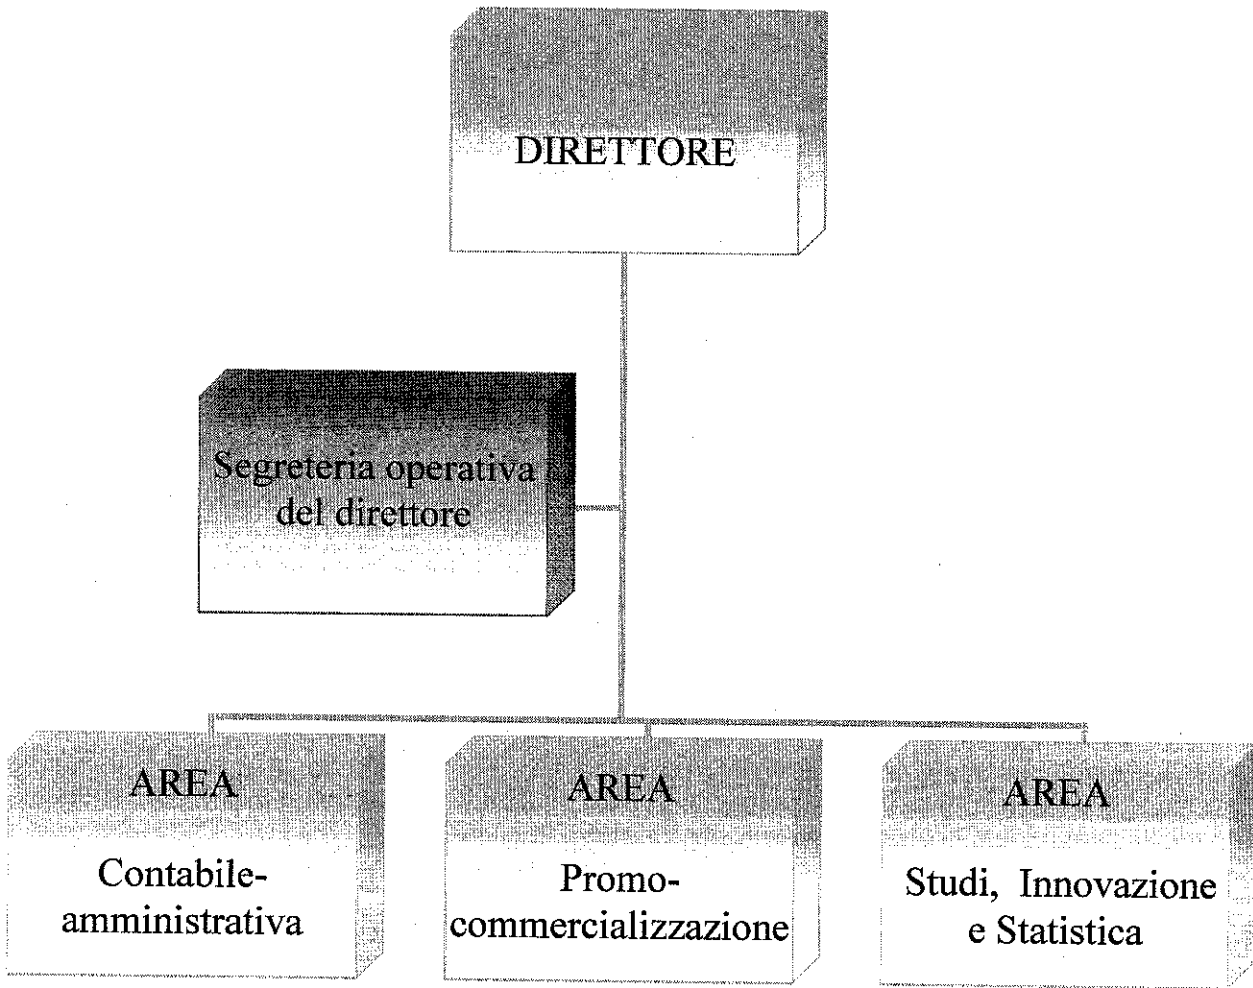 DIRETTORE
Segreteria operativa
del direttore
AREA
Contabile-
amministrativa
AREA
Promo-
commercializzazione
AREA
Studi, Innovazione
e Statistica